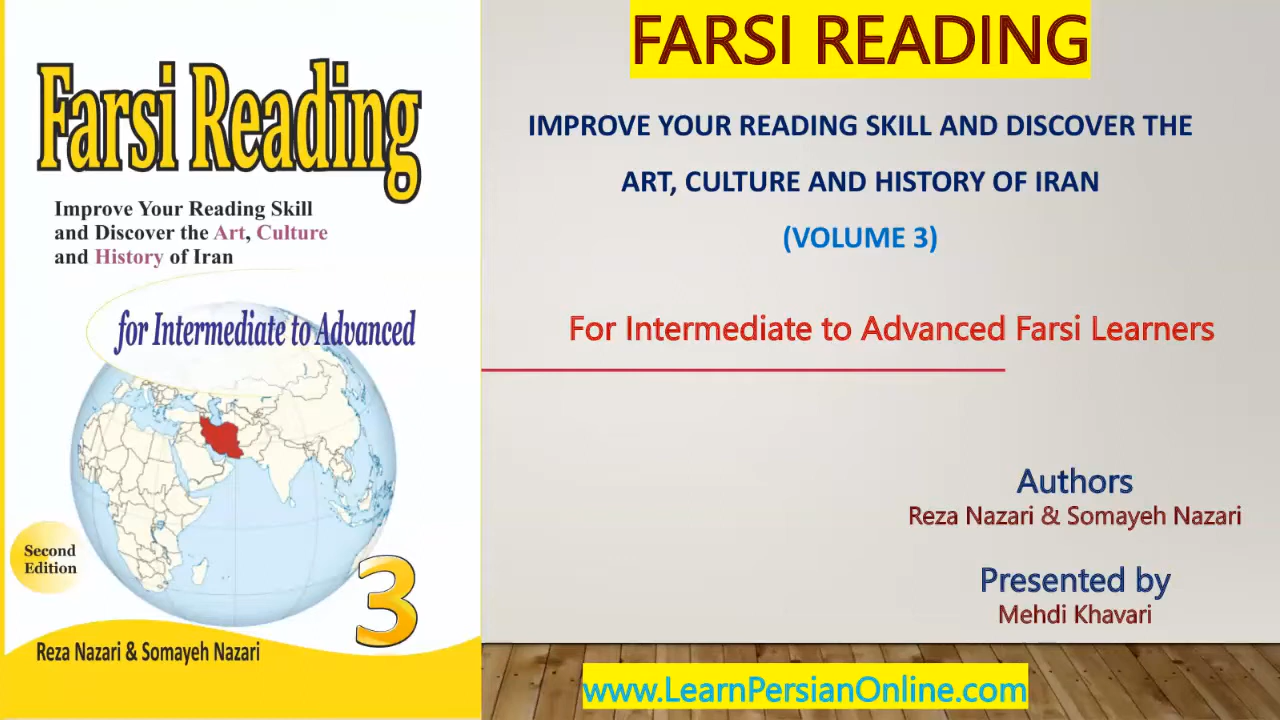 Farsi Reading
Improve Your Reading Skill
and Discover the Art, Culture
and History of Iran
for Intermediate to Advanced
Second
Edition
3
Reza Nazari & Somayeh Nazari
FARSI READING
IMPROVE YOUR READING SKILL AND DISCOVER THE
ART, CULTURE AND HISTORY OF IRAN
(VOLUME 3)
For Intermediate to Advanced Farsi Learners
Authors
Reza Nazari & Somayeh Nazari
Presented by
Mehdi Khavari
www.LearnPersianOnline.com